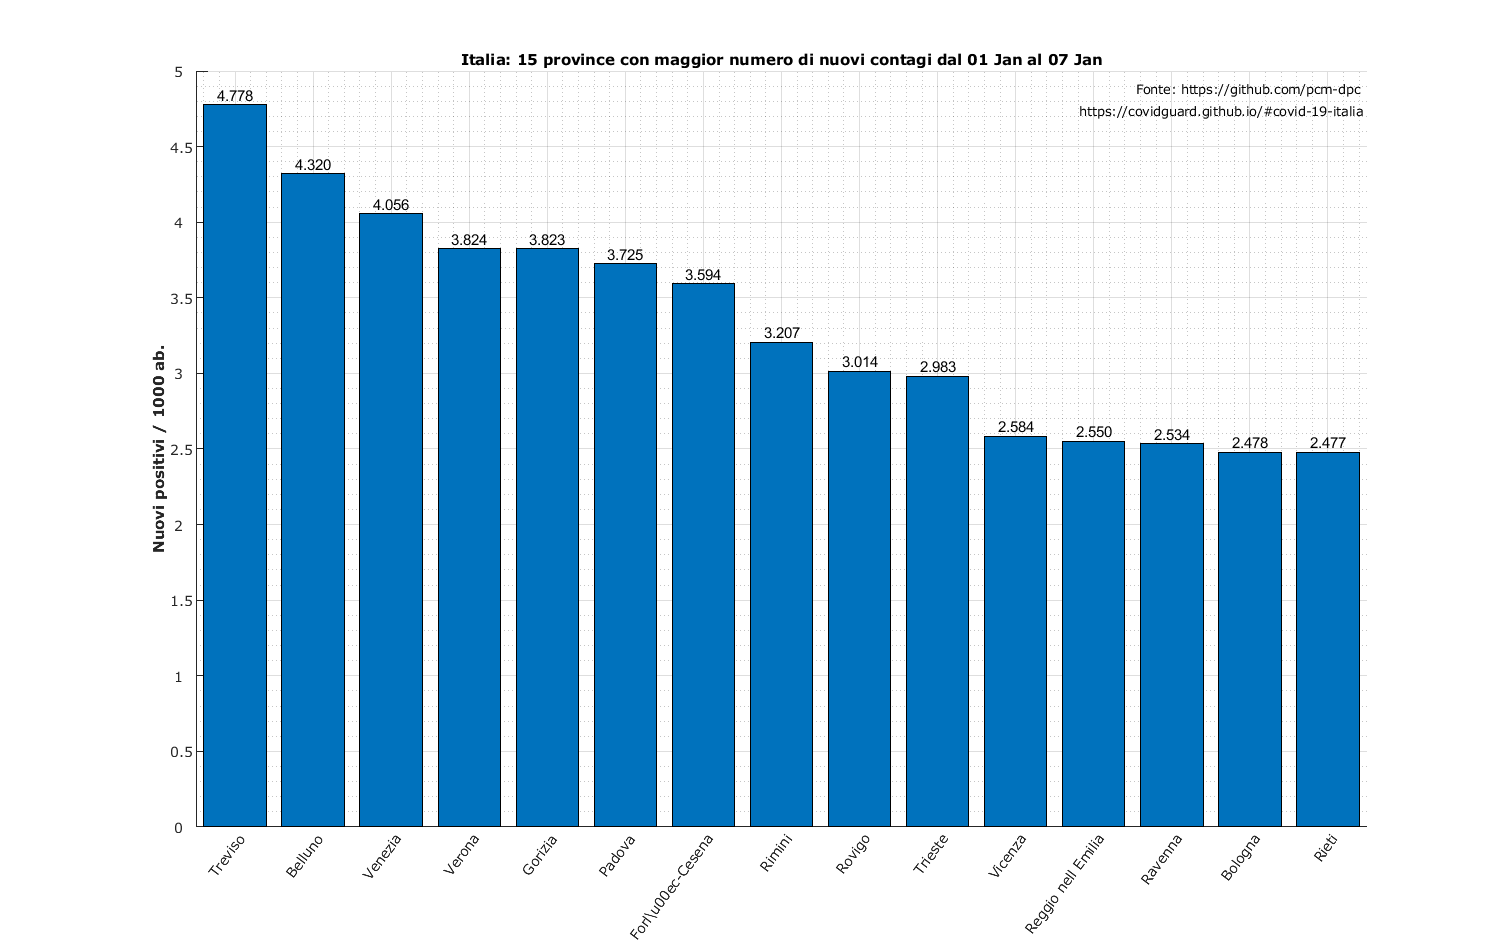 Italia: 15 province con maggior numero di nuovi contagi dal 01 Jan al 07 Jan
Fonte: https://github.com/pcm-dpc
https://covidguard.github.io/#covid-19-italia
Nuovi positivi / 1000 ab.
5
4.5
4
3.5
3
2.5
2
1.5
1
0.5
0
4.778
4.320
4.056
3.824
3.823
3.725
3.594
3.207
3.014
2.983
2.584
2.550
2.534
2.478
2.477
Treviso
Belluno
Venezia
Verona
Gorizia
Padova
Forl\u00ec-Cesena
Rimini
Rovigo
Trieste
Vicenza
Reggio nell Emilia
Ravenna
Bologna
Rieti